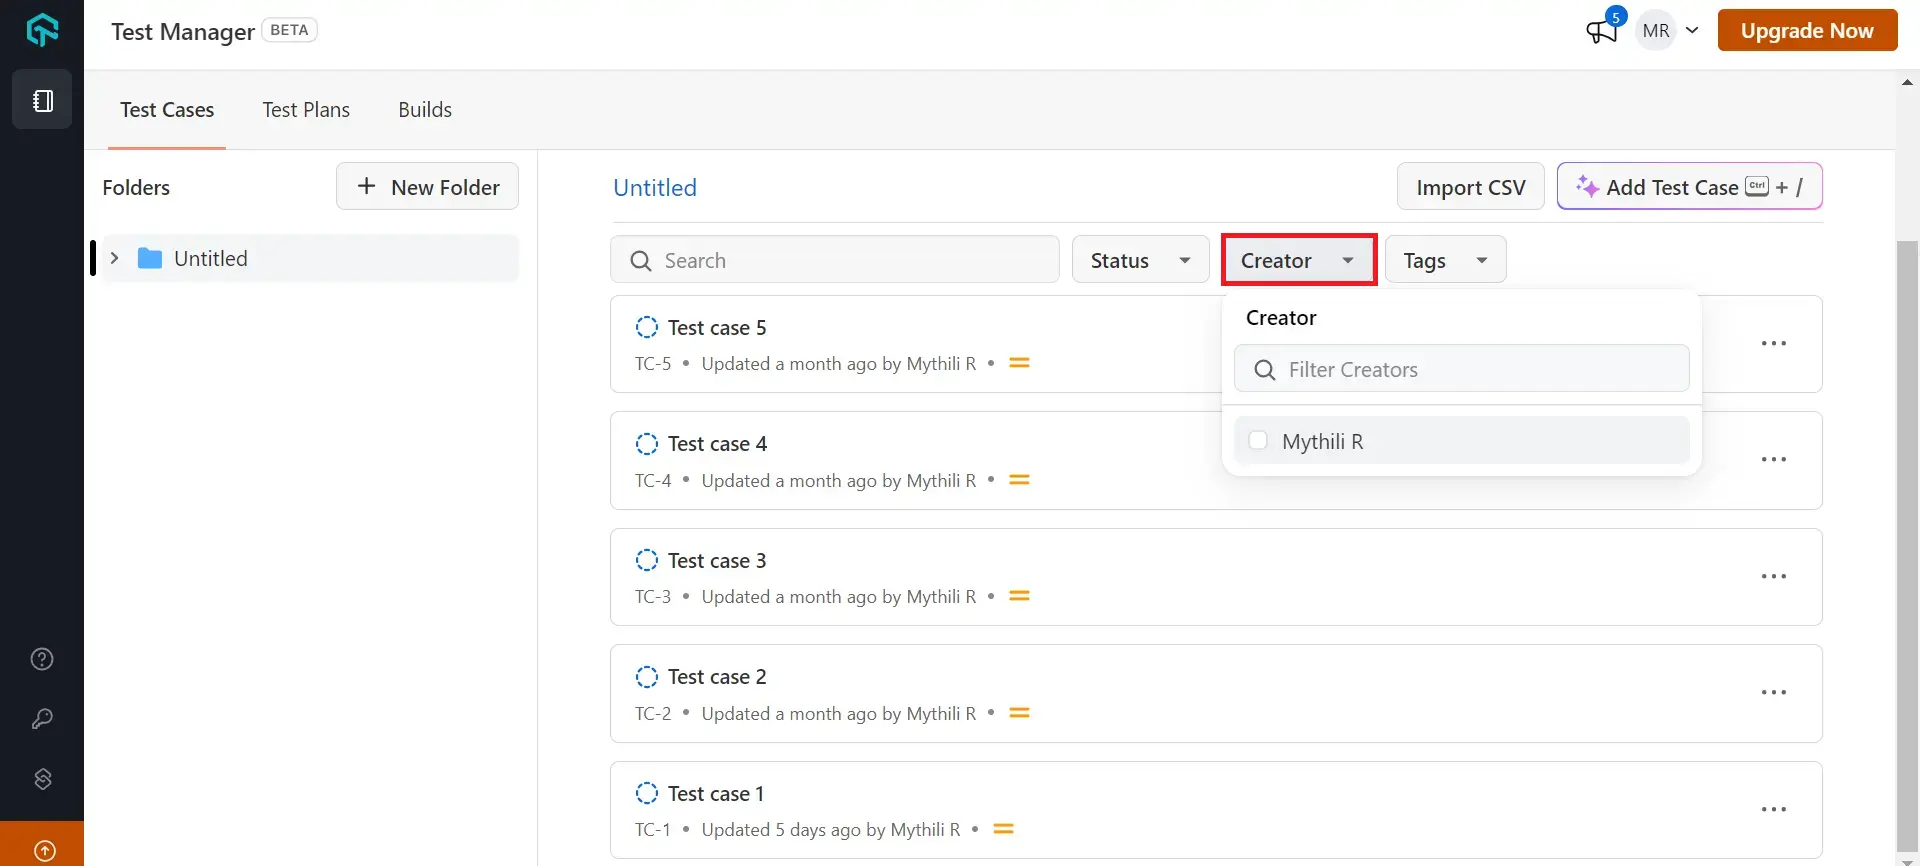 Test Manager BETA
5
MR
Upgrade Now
Test Cases Test Plans Builds
Folders
New Folder
Untitled
Untitled
Import CSV
Add Test Case Ctrl + /
Search
Status
Creator
Tags
Creator
Filter Creators
Mythili R
Test case 5
TC-5 • Updated a month ago by Mythili R •
Test case 4
TC-4 • Updated a month ago by Mythili R •
Test case 3
TC-3 • Updated a month ago by Mythili R •
Test case 2
TC-2 • Updated a month ago by Mythili R •
Test case 1
TC-1 • Updated 5 days ago by Mythili R •